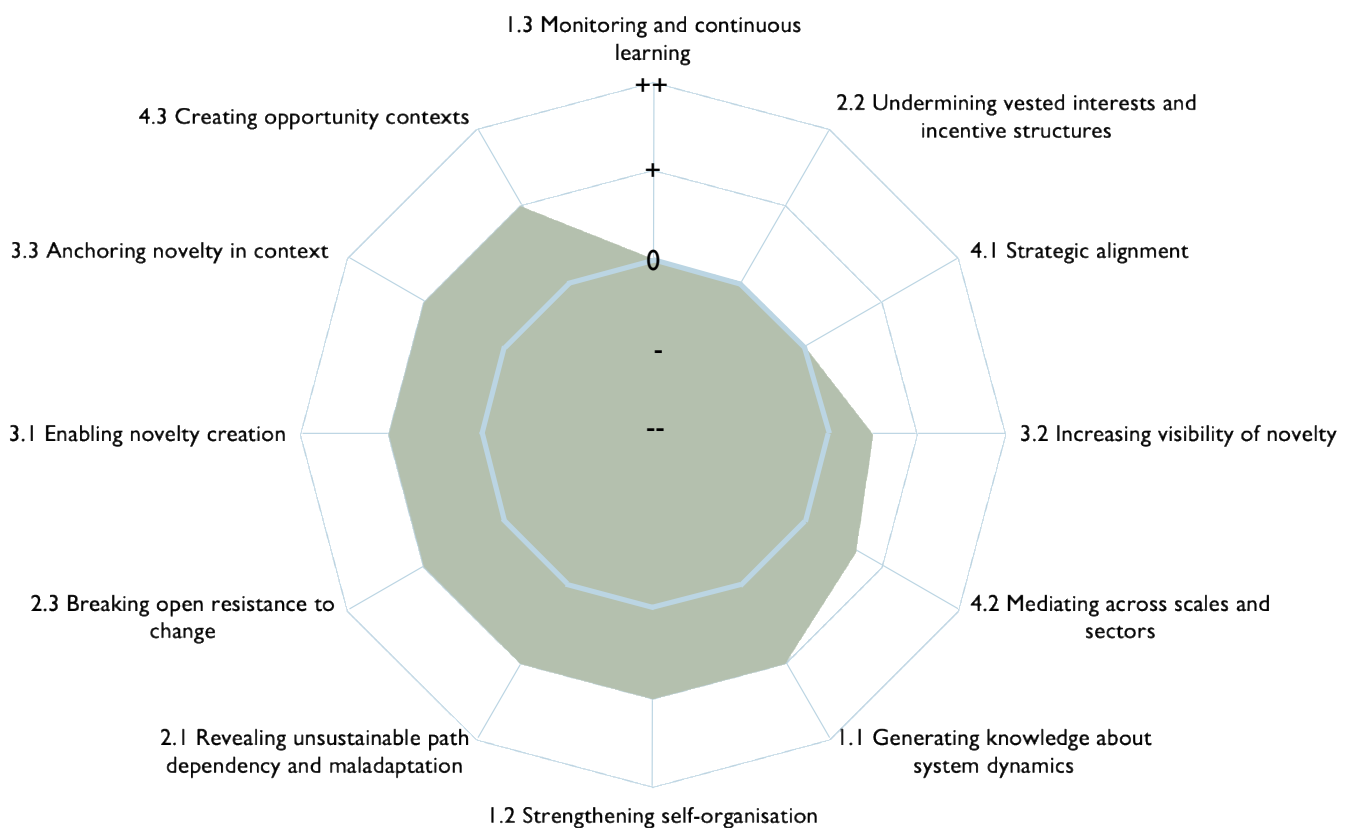 1.3 Monitoring and continuous
learning
++
2.2 Undermining vested interests and
incentive structures
4.3 Creating opportunity contexts
+
3.3 Anchoring novelty in context
4.1 Strategic alignment
0
-
--
3.1 Enabling novelty creation
3.2 Increasing visibility of novelty
2.3 Breaking open resistance to
change
4.2 Mediating across scales and
sectors
2.1 Revealing unsustainable path
dependency and maladaptation
1.1 Generating knowledge about
system dynamics
1.2 Strengthening self-organisation